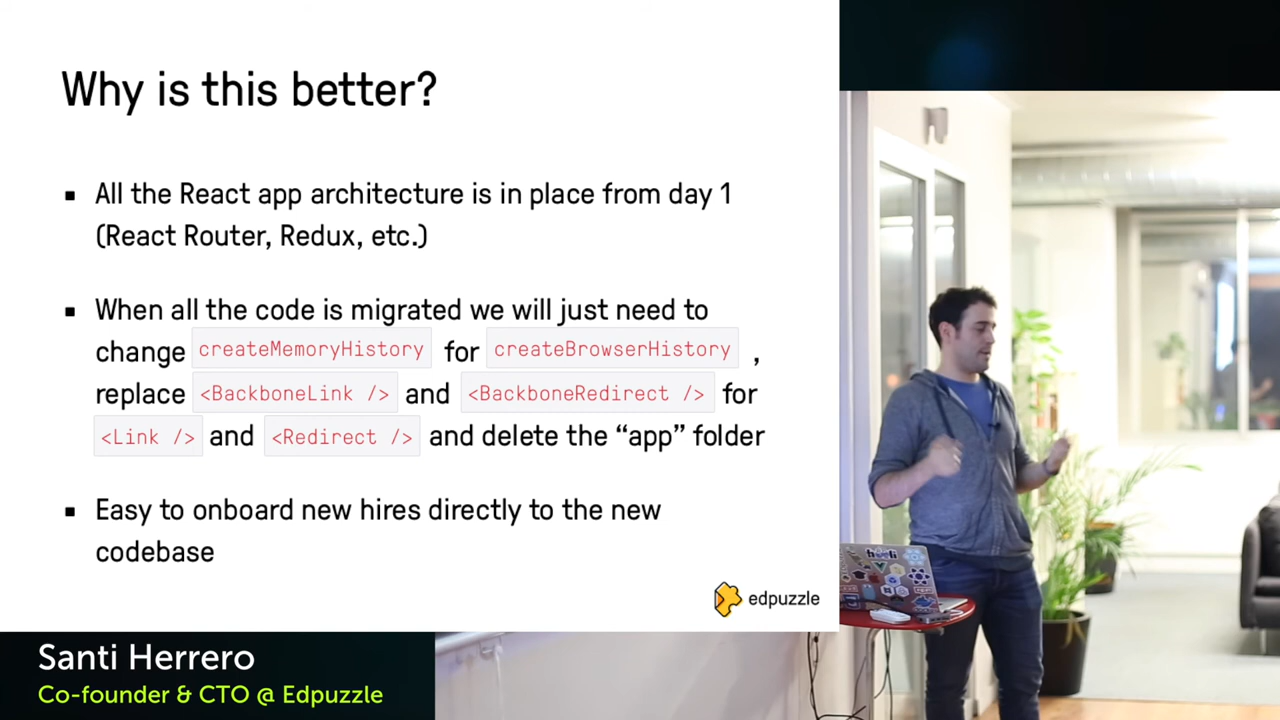 Why is this better?
▪ All the React app architecture is in place from day 1
(React Router, Redux, etc.)
▪ When all the code is migrated we will just need to
change createMemoryHistory for createBrowserHistory ,
replace <BackboneLink /> and <BackboneRedirect /> for
<Link /> and <Redirect /> and delete the “app” folder
▪ Easy to onboard new hires directly to the new
codebase
edpuzzle
Santi Herrero
Co-founder & CTO @ Edpuzzle
hooli